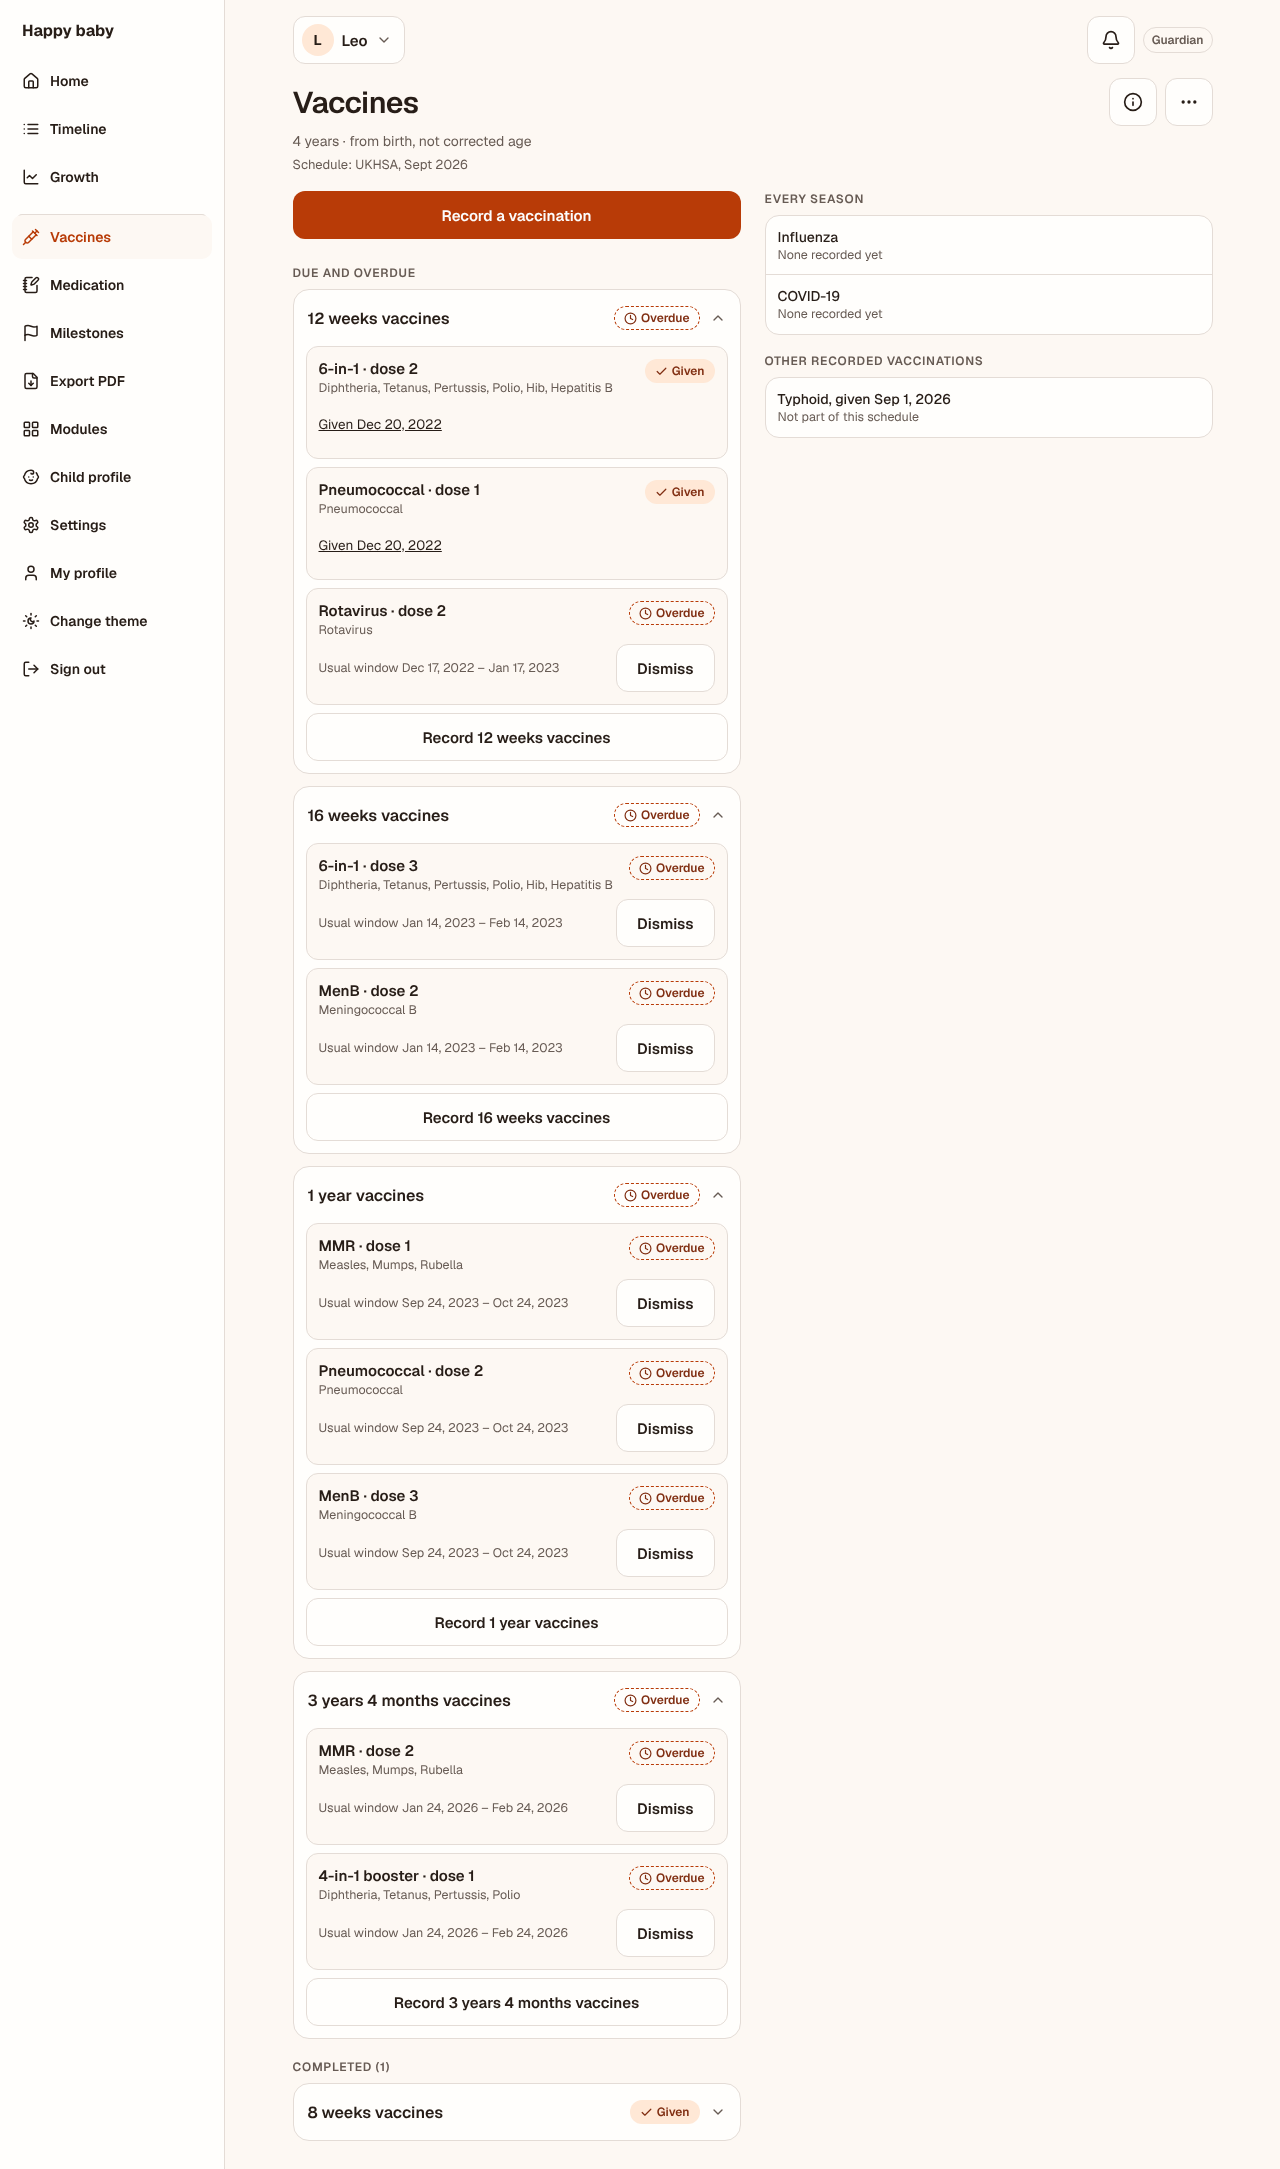 Happy baby
Home
Timeline
Growth
Vaccines
Medication
Milestones
Export PDF
Modules
Child profile
Settings
My profile
Change theme
Sign out
L Leo
Guardian
Vaccines
4 years · from birth, not corrected age
Schedule: UKHSA, Sept 2026
Record a vaccination
DUE AND OVERDUE
12 weeks vaccines Overdue
6-in-1 · dose 2 Given
Diphtheria, Tetanus, Pertussis, Polio, Hib, Hepatitis B
Given Dec 20, 2022
Pneumococcal · dose 1 Given
Pneumococcal
Given Dec 20, 2022
Rotavirus · dose 2 Overdue
Rotavirus
Usual window Dec 17, 2022 – Jan 17, 2023 Dismiss
Record 12 weeks vaccines
16 weeks vaccines Overdue
6-in-1 · dose 3 Overdue
Diphtheria, Tetanus, Pertussis, Polio, Hib, Hepatitis B
Usual window Jan 14, 2023 – Feb 14, 2023 Dismiss
MenB · dose 2 Overdue
Meningococcal B
Usual window Jan 14, 2023 – Feb 14, 2023 Dismiss
Record 16 weeks vaccines
1 year vaccines Overdue
MMR · dose 1 Overdue
Measles, Mumps, Rubella
Usual window Sep 24, 2023 – Oct 24, 2023 Dismiss
Pneumococcal · dose 2 Overdue
Pneumococcal
Usual window Sep 24, 2023 – Oct 24, 2023 Dismiss
MenB · dose 3 Overdue
Meningococcal B
Usual window Sep 24, 2023 – Oct 24, 2023 Dismiss
Record 1 year vaccines
3 years 4 months vaccines Overdue
MMR · dose 2 Overdue
Measles, Mumps, Rubella
Usual window Jan 24, 2026 – Feb 24, 2026 Dismiss
4-in-1 booster · dose 1 Overdue
Diphtheria, Tetanus, Pertussis, Polio
Usual window Jan 24, 2026 – Feb 24, 2026 Dismiss
Record 3 years 4 months vaccines
COMPLETED (1)
8 weeks vaccines Given
EVERY SEASON
Influenza
None recorded yet
COVID-19
None recorded yet
OTHER RECORDED VACCINATIONS
Typhoid, given Sep 1, 2026
Not part of this schedule